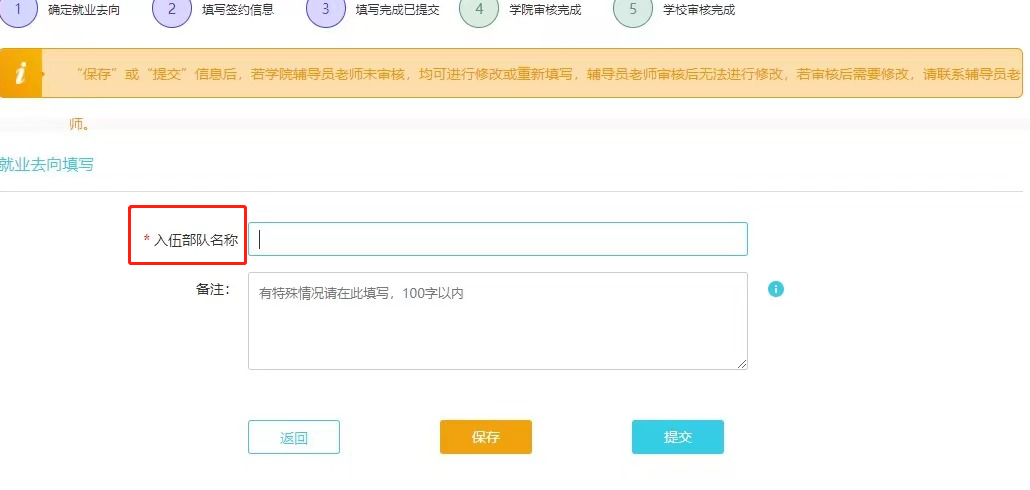 1 确定就业去向 2 填写签约信息 3 填写完成已提交 4 学院审核完成 5 学校审核完成
i “保存”或“提交”信息后，若学院辅导员老师未审核，均可进行修改或重新填写，辅导员老师审核后无法进行修改，若审核后需要修改，请联系辅导员老
师。
就业去向填写
* 入伍部队名称
备注：
有特殊情况请在此填写，100字以内
i
返回 保存 提交